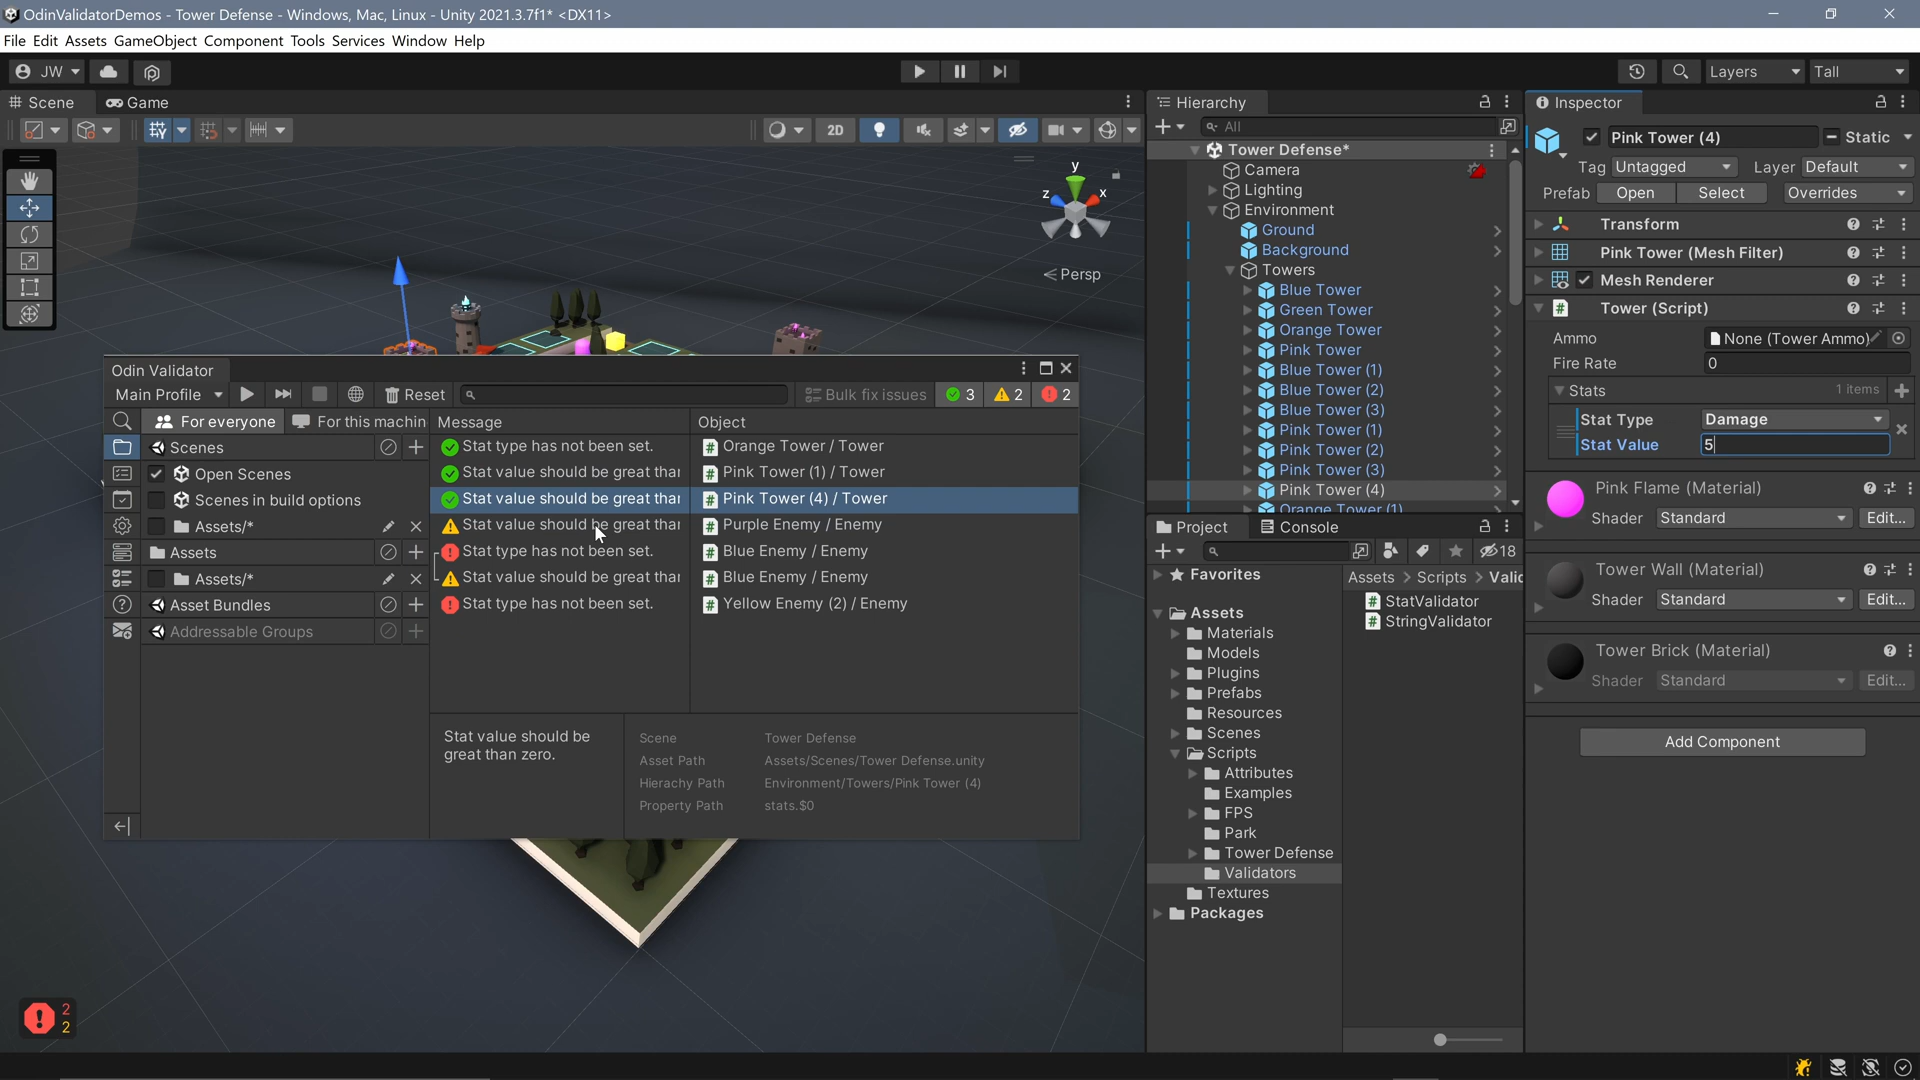 OdinValidatorDemos - Tower Defense - Windows, Mac, Linux - Unity 2021.3.7f1* <DX11>
File Edit Assets GameObject Component Tools Services Window Help
JW
Layers
Tall
Scene
Game
2D
y
z
x
Persp
Odin Validator
Main Profile
Reset
Bulk fix issues
3
2
2
For everyone
For this machin
Message
Object
Scenes
Open Scenes
Scenes in build options
Assets/*
Assets
Assets/*
Asset Bundles
Addressable Groups
Stat type has not been set.
Orange Tower / Tower
Stat value should be great thar
Pink Tower (1) / Tower
Stat value should be great thar
Pink Tower (4) / Tower
Stat value should be great thar
Purple Enemy / Enemy
Stat type has not been set.
Blue Enemy / Enemy
Stat value should be great thar
Blue Enemy / Enemy
Stat type has not been set.
Yellow Enemy (2) / Enemy
Stat value should be
great than zero.
Scene Tower Defense
Asset Path Assets/Scenes/Tower Defense.unity
Hierachy Path Environment/Towers/Pink Tower (4)
Property Path stats.$0
2
2
Hierarchy
All
Tower Defense*
Camera
Lighting
Environment
Ground
Background
Towers
Blue Tower
Green Tower
Orange Tower
Pink Tower
Blue Tower (1)
Blue Tower (2)
Blue Tower (3)
Pink Tower (1)
Pink Tower (2)
Pink Tower (3)
Pink Tower (4)
Orange Tower (1)
Project
Console
18
Favorites
Assets
Materials
Models
Plugins
Prefabs
Resources
Scenes
Scripts
Attributes
Examples
FPS
Park
Tower Defense
Validators
Textures
Packages
Assets > Scripts > Valid
StatValidator
StringValidator
Inspector
Pink Tower (4)
Static
Tag Untagged
Layer Default
Prefab Open Select Overrides
Transform
Pink Tower (Mesh Filter)
Mesh Renderer
Tower (Script)
Ammo None (Tower Ammo)
Fire Rate 0
Stats 1 items
Stat Type Damage
Stat Value 5
Pink Flame (Material)
Shader Standard Edit...
Tower Wall (Material)
Shader Standard Edit...
Tower Brick (Material)
Shader Standard Edit...
Add Component